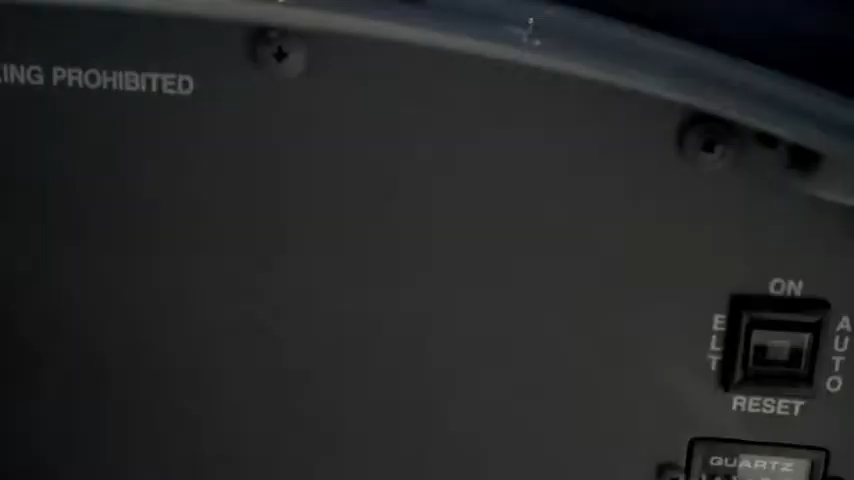 ING PROHIBITED
ON
ELT
AUTO
RESET
QUARTZ